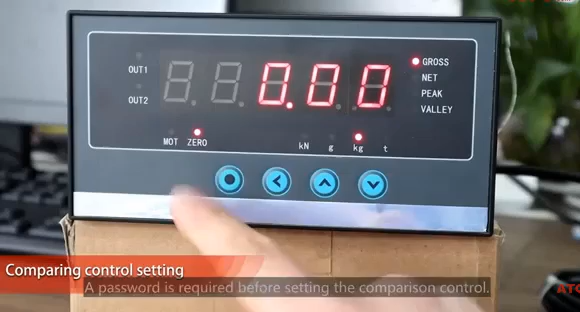 OUT1
OUT2
0.00
GROSS
NET
PEAK
VALLEY
MOT ZERO
kN g kg t
Comparing control setting
A password is required before setting the comparison control.
ATO